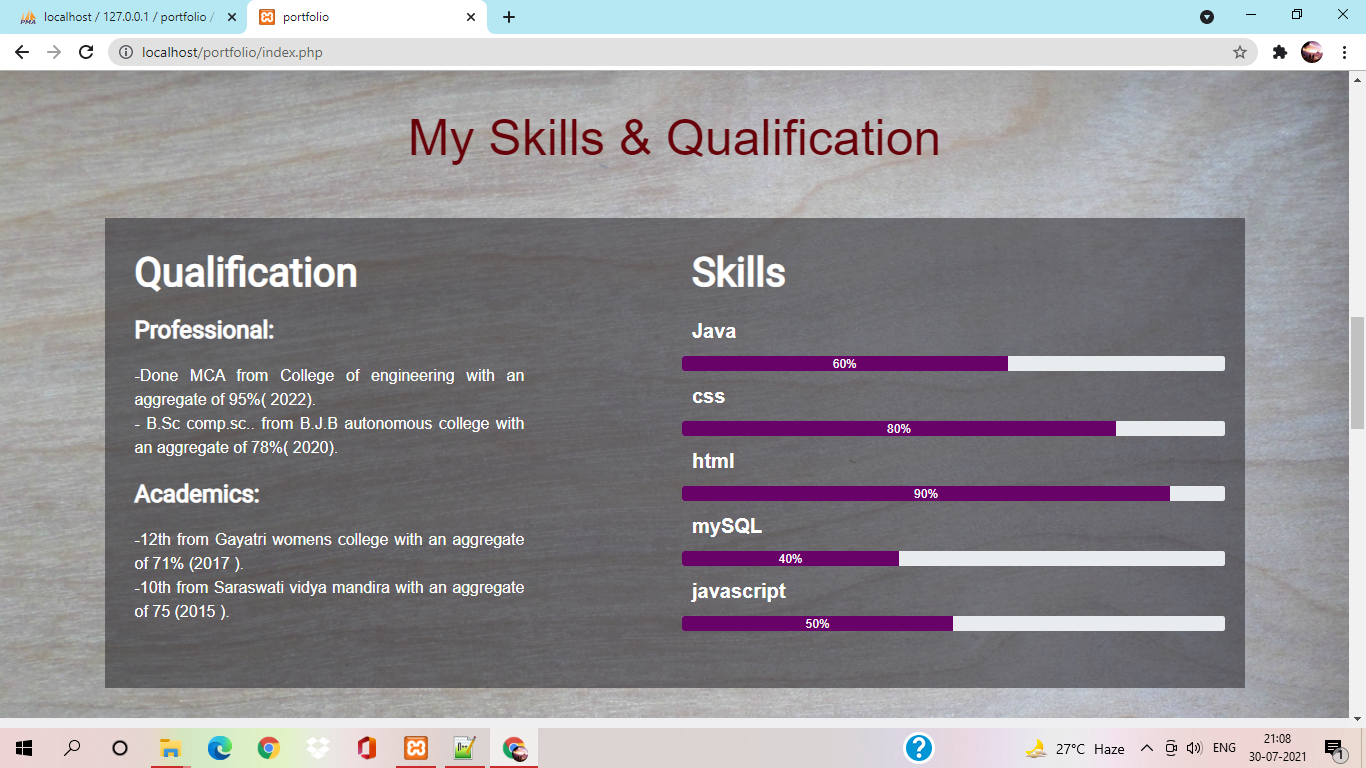 localhost / 127.0.0.1 / portfolio /
portfolio
localhost/portfolio/index.php
My Skills & Qualification
Qualification
Professional:
-Done MCA from College of engineering with an
aggregate of 95%( 2022).
- B.Sc comp.sc.. from B.J.B autonomous college with
an aggregate of 78%( 2020).
Academics:
-12th from Gayatri womens college with an aggregate
of 71% (2017 ).
-10th from Saraswati vidya mandira with an aggregate
of 75 (2015 ).
Skills
Java
60%
css
80%
html
90%
mySQL
40%
javascript
50%
27°C Haze
ENG
21:08
30-07-2021
1